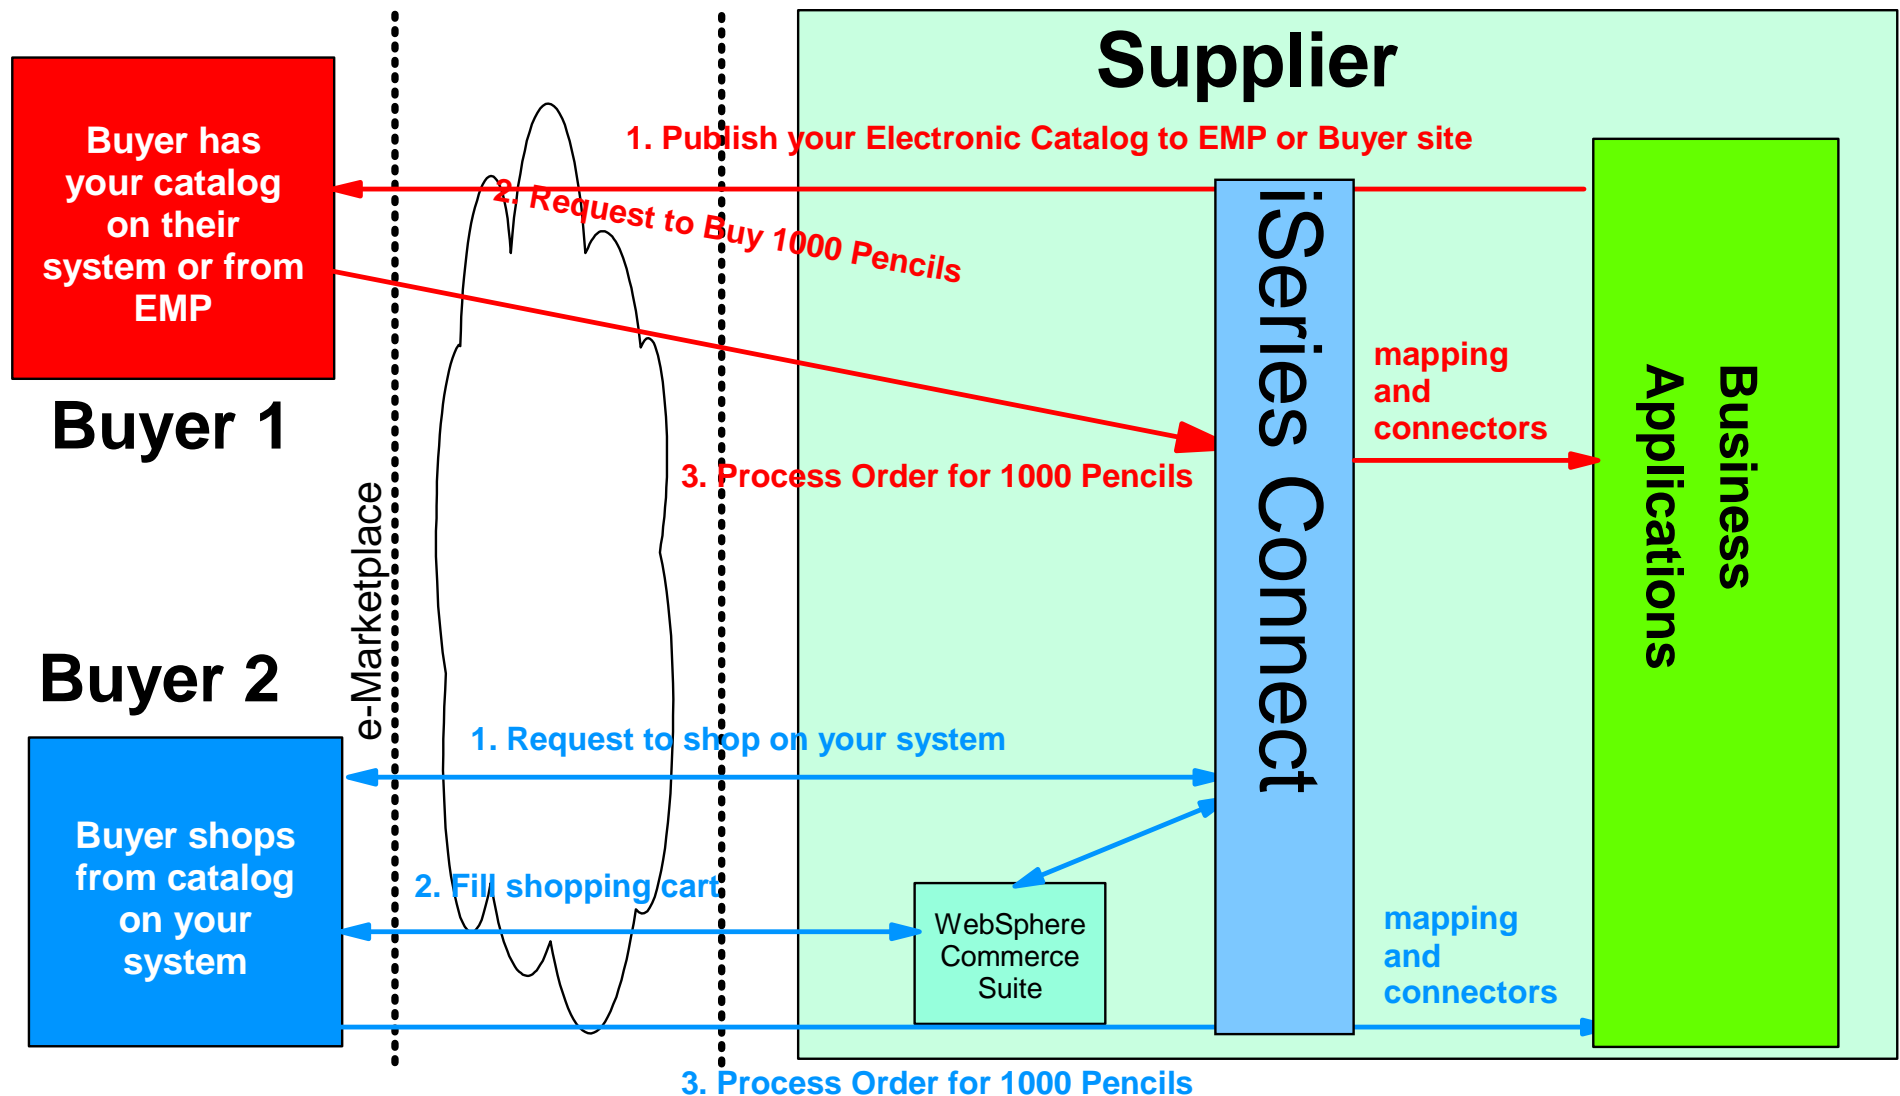 Supplier
1. Publish your Electronic Catalog to EMP or Buyer site
Buyer has
your catalog
on their
system or from
EMP
2. Request to Buy 1000 Pencils
Buyer 1
3. Process Order for 1000 Pencils
iSeries Connect
mapping
and
connectors
Business
Applications
e-Marketplace
Buyer 2
1. Request to shop on your system
Buyer shops
from catalog
on your
system
2. Fill shopping cart
WebSphere
Commerce
Suite
mapping
and
connectors
3. Process Order for 1000 Pencils